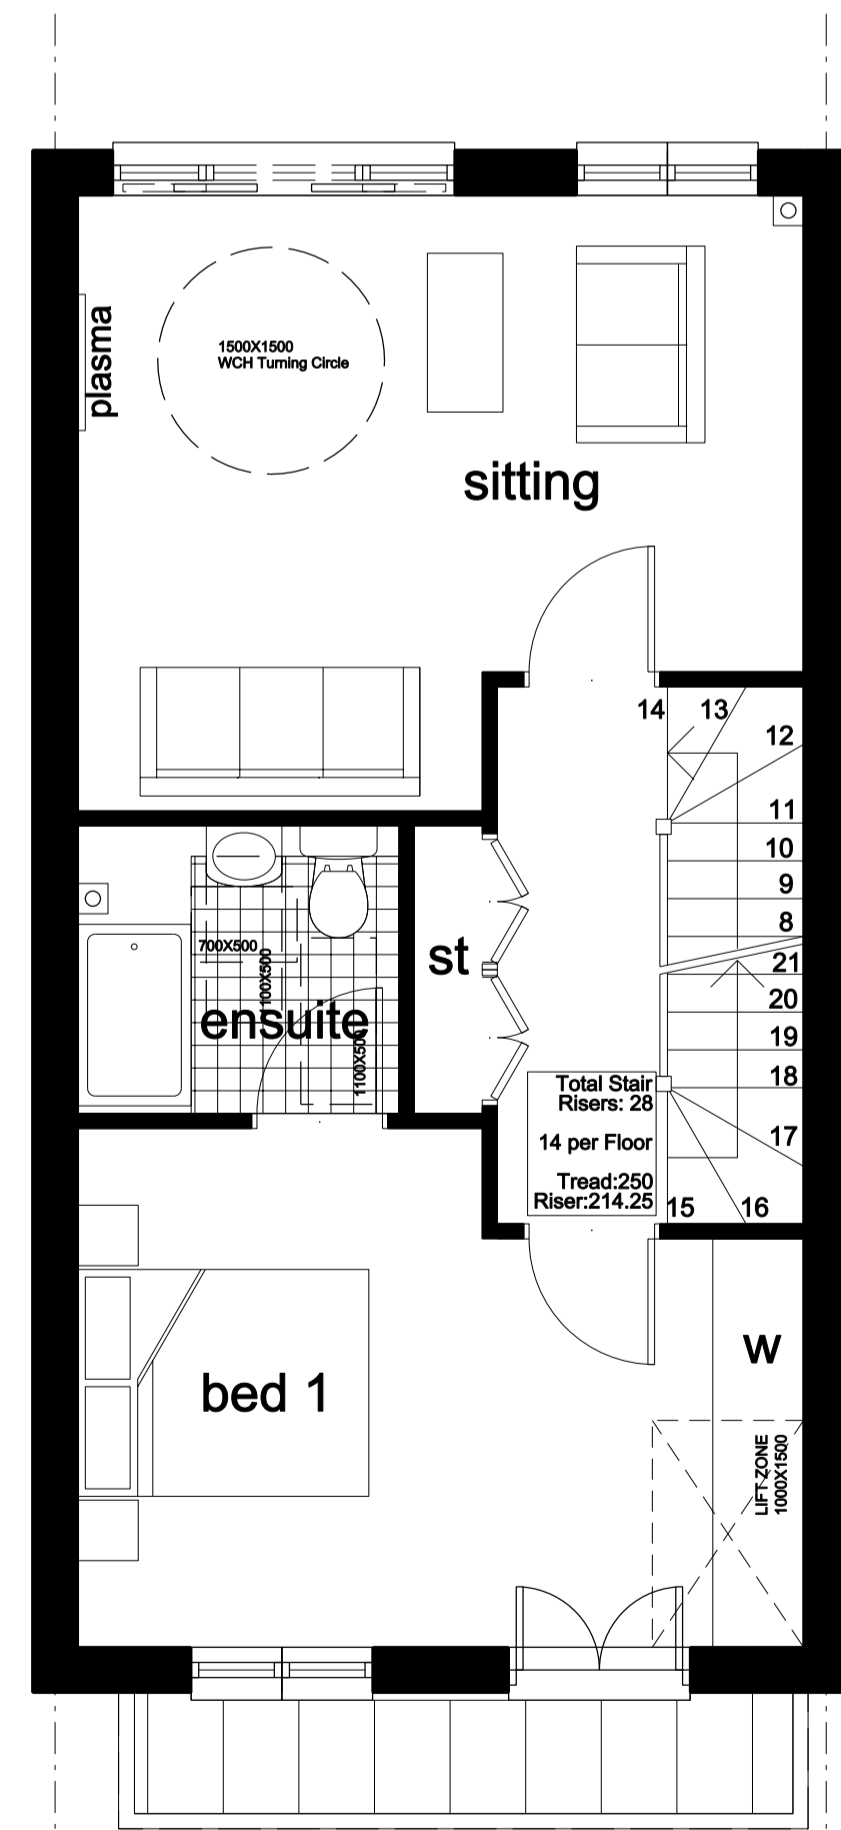 plasma
1500X1500
WCH Turning Circle
sitting
14
13
12
11
10
9
8
21
20
19
18
17
16
15
st
700X500
1100X500
ensuite
1100X500
Total Stair
Risers: 28
14 per Floor
Tread:250
Riser:214.25
bed 1
w
LIFT ZONE
1000X1500